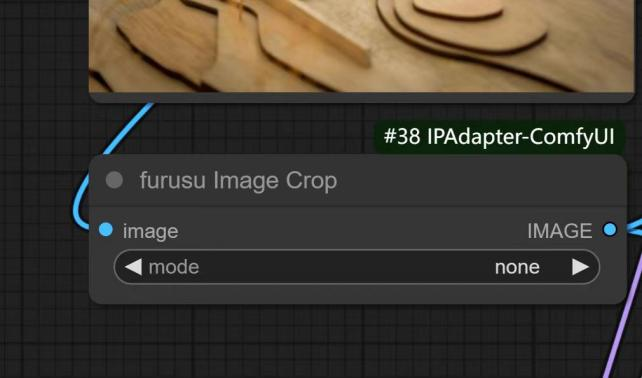 #38 IPAdapter-ComfyUI
furusu Image Crop
image IMAGE
mode none